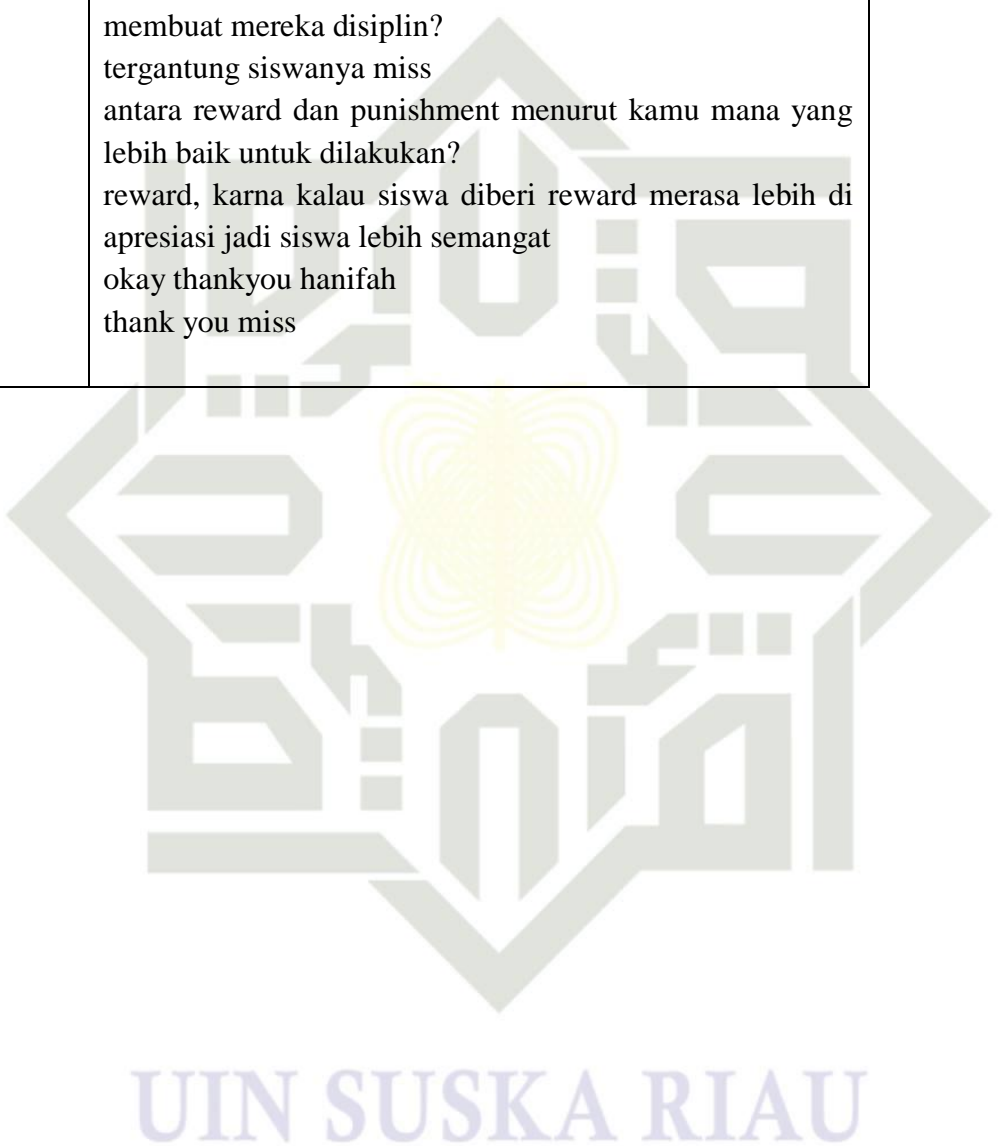 membuat mereka disiplin?
tergantung siswanya miss
antara reward dan punishment menurut kamu mana yang
lebih baik untuk dilakukan?
reward, karna kalau siswa diberi reward merasa lebih di
apresiasi jadi siswa lebih semangat
okay thankyou hanifah
thank you miss
UIN SUSKA RIAU